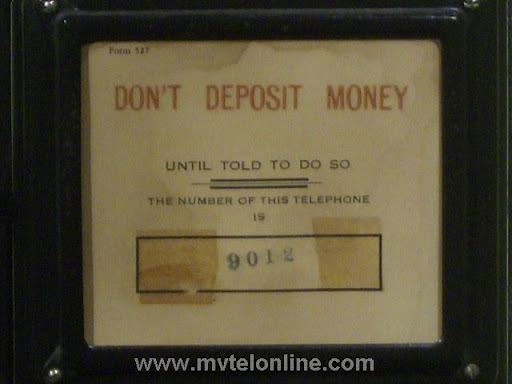 Form 527
DON'T DEPOSIT MONEY
UNTIL TOLD TO DO SO
THE NUMBER OF THIS TELEPHONE
IS
9012
www.mvtelonline.com